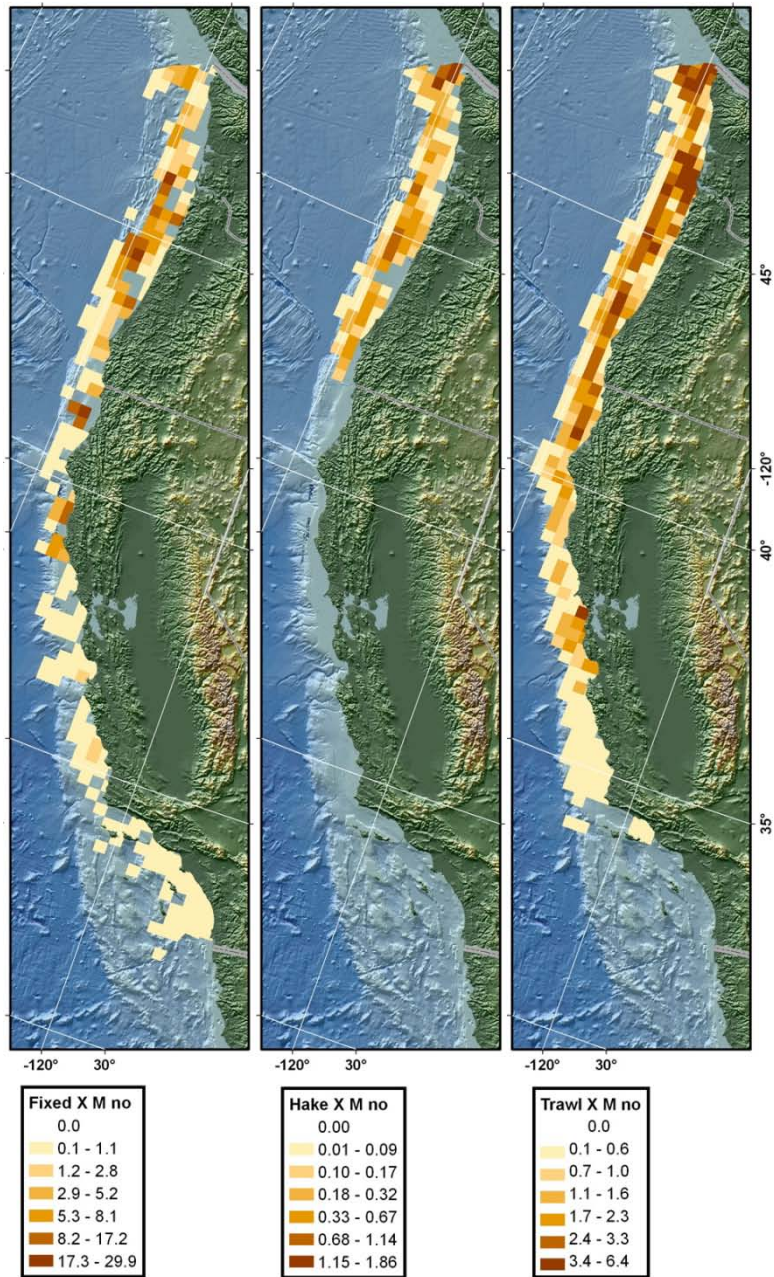 45°
-120°
40°
35°
-120° 30°
-120° 30°
-120° 30°
Fixed X M no
0.0
0.1 - 1.1
1.2 - 2.8
2.9 - 5.2
5.3 - 8.1
8.2 - 17.2
17.3 - 29.9
Hake X M no
0.00
0.01 - 0.09
0.10 - 0.17
0.18 - 0.32
0.33 - 0.67
0.68 - 1.14
1.15 - 1.86
Trawl X M no
0.0
0.1 - 0.6
0.7 - 1.0
1.1 - 1.6
1.7 - 2.3
2.4 - 3.3
3.4 - 6.4